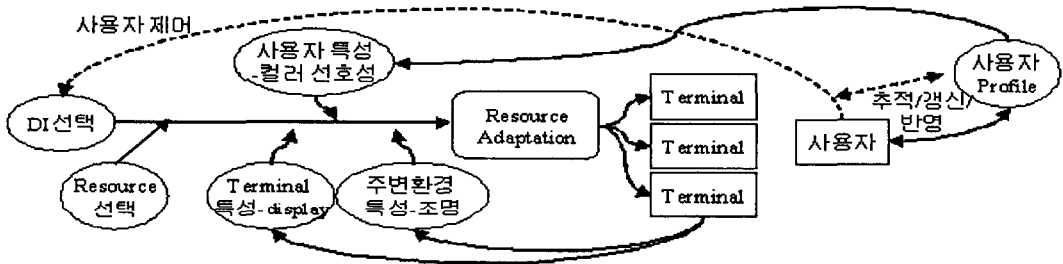 사용자 제어
사용자 특성
-컬러 선호성
사용자
Profile
추적/갱신/
반영
사용자
Terminal
Terminal
Terminal
Resource
Adaptation
DI 선택
Resource
선택
Terminal
특성-display
주변환경
특성-조명